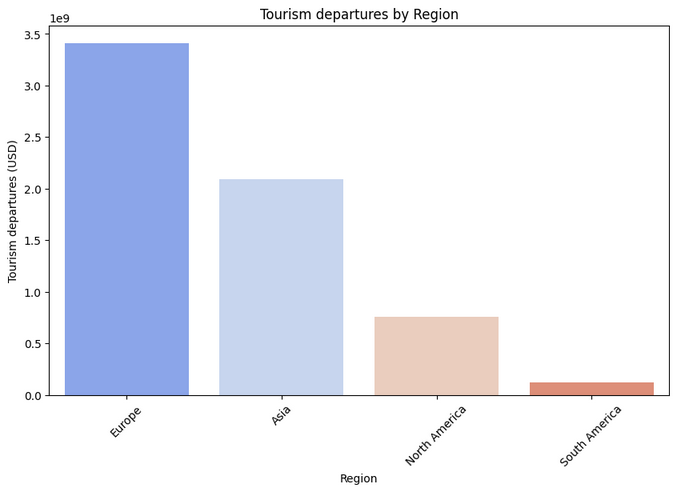 Tourism departures by Region
1e9
3.5
3.0
2.5
2.0
1.5
1.0
0.5
0.0
Tourism departures (USD)
Europe
Asia
North America
South America
Region